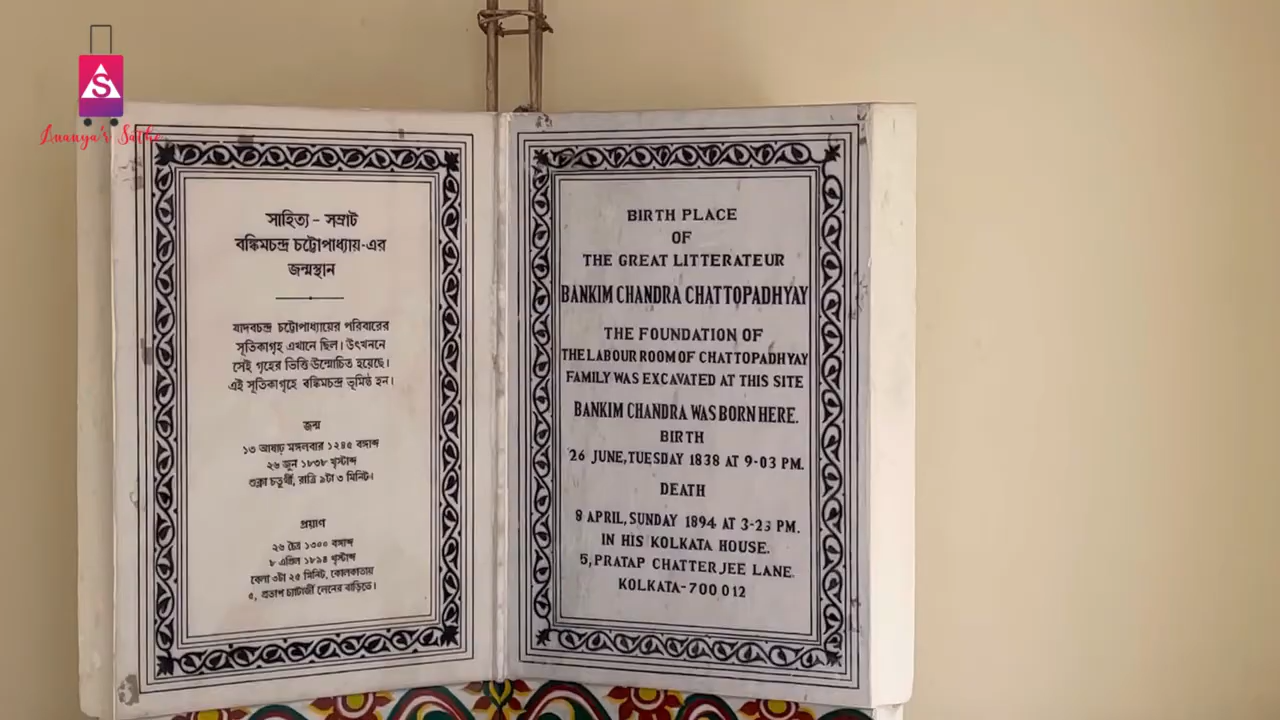 S
Ananya's Sathe
সাহিত্য - সম্রাট
বঙ্কিমচন্দ্র চট্টোপাধ্যায়-এর
জন্মস্থান
যাদবচন্দ্র চট্টোপাধ্যায়ের পরিবারের
সূতিকাগৃহ এখানে ছিল। উৎখননে
সেই গৃহের ভিত্তি উন্মোচিত হয়েছে।
এই সূতিকাগৃহে বঙ্কিমচন্দ্র ভূমিষ্ঠ হন।
জন্ম
১৩ আষাঢ় মঙ্গলবার ১২৪৫ বঙ্গাব্দ
২৬ জুন ১৮৩৮ খৃস্টাব্দ
শুক্লা চতুর্থী, রাত্রি ৯টা ৩ মিনিট।
প্রয়াণ
২৬ চৈত্র ১৩০০ বঙ্গাব্দ
৮ এপ্রিল ১৮৯৪ খৃস্টাব্দ
বেলা ৩টা ২৫ মিনিট, কোলকাতায়
৫, প্রতাপ চ্যাটার্জী লেনের বাড়িতে।
BIRTH PLACE
OF
THE GREAT LITTERATEUR
BANKIM CHANDRA CHATTOPADHYAY
THE FOUNDATION OF
THE LABOUR ROOM OF CHATTOPADHYAY
FAMILY WAS EXCAVATED AT THIS SITE
BANKIM CHANDRA WAS BORN HERE.
BIRTH
26 JUNE, TUESDAY 1838 AT 9-03 PM.
DEATH
8 APRIL, SUNDAY 1894 AT 3-23 PM.
IN HIS KOLKATA HOUSE.
5, PRATAP CHATTERJEE LANE.
KOLKATA-700 012